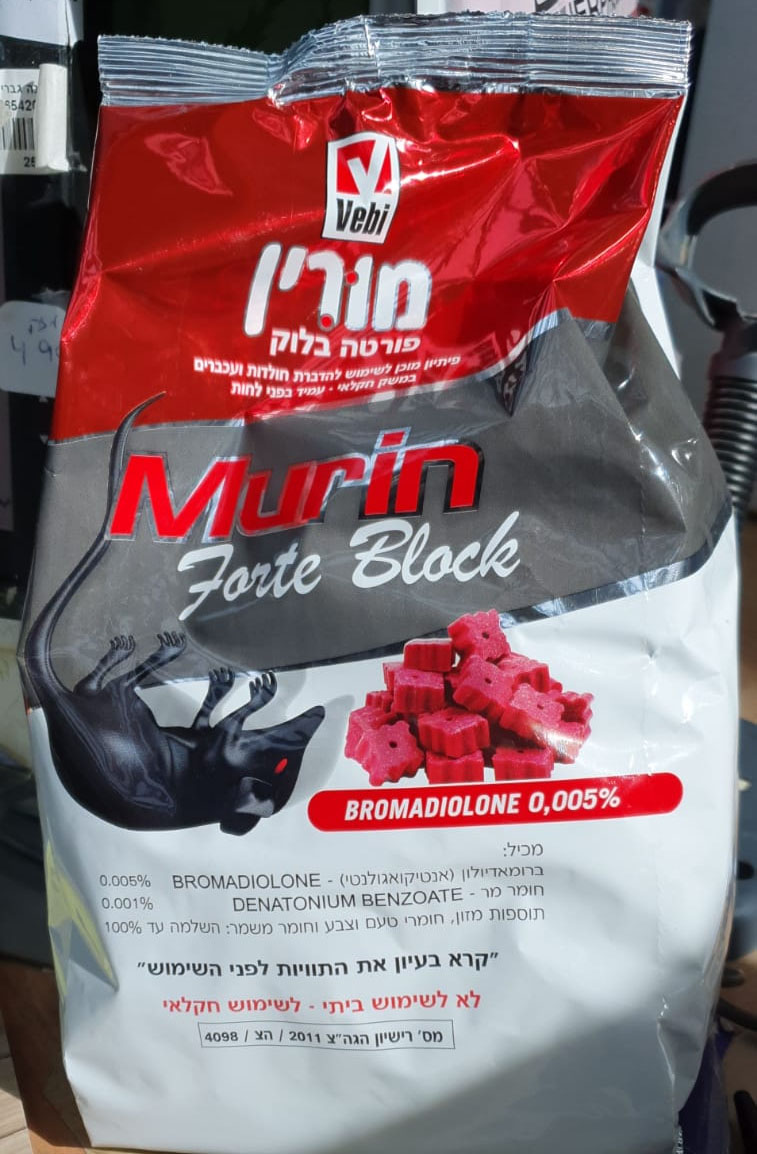 Vebi
מורין
פורטה בלוק
פיתיון מוכן לשימוש להדברת חולדות ועכברים
במשק חקלאי · עמיד בפני לחות
Murin
Forte Block
BROMADIOLONE 0,005%
מכיל:
ברומאדיולון (אנטיקואגולנטי) - BROMADIOLONE 0.005%
חומר מר - DENATONIUM BENZOATE 0.001%
תוספות מזון, חומרי טעם וצבע וחומר משמר: השלמה עד 100%
"קרא בעיון את התוויות לפני השימוש"
לא לשימוש ביתי - לשימוש חקלאי
מס' רישיון הגה"צ 2011 / הצ / 4098